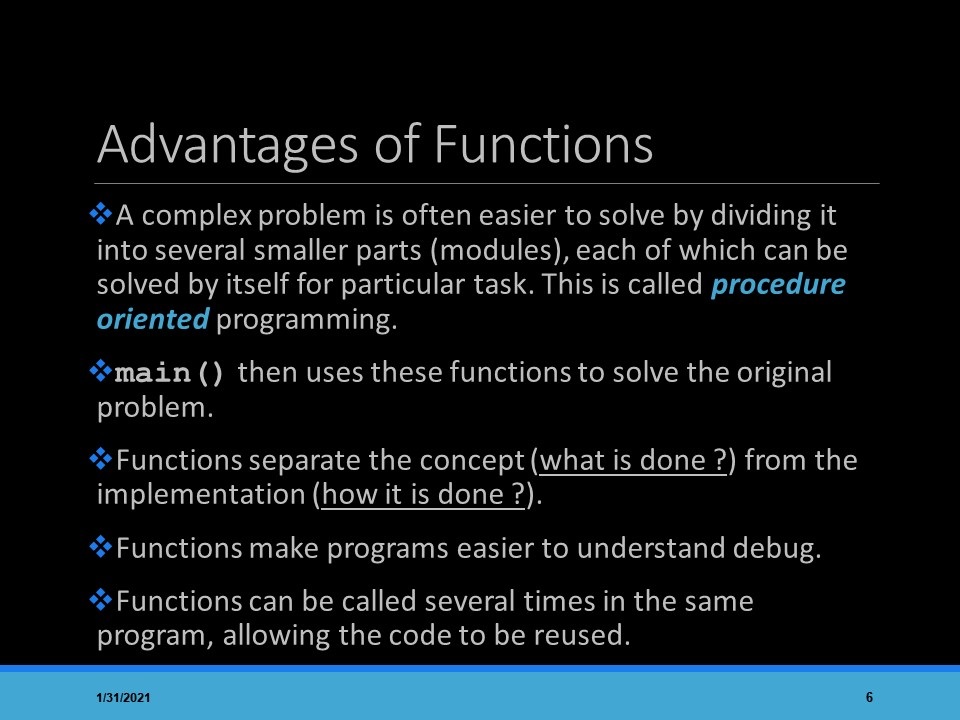 Advantages of Functions
❖A complex problem is often easier to solve by dividing it
into several smaller parts (modules), each of which can be
solved by itself for particular task. This is called procedure
oriented programming.
❖main() then uses these functions to solve the original
problem.
❖Functions separate the concept (what is done ?) from the
implementation (how it is done ?).
❖Functions make programs easier to understand debug.
❖Functions can be called several times in the same
program, allowing the code to be reused.
1/31/2021 6